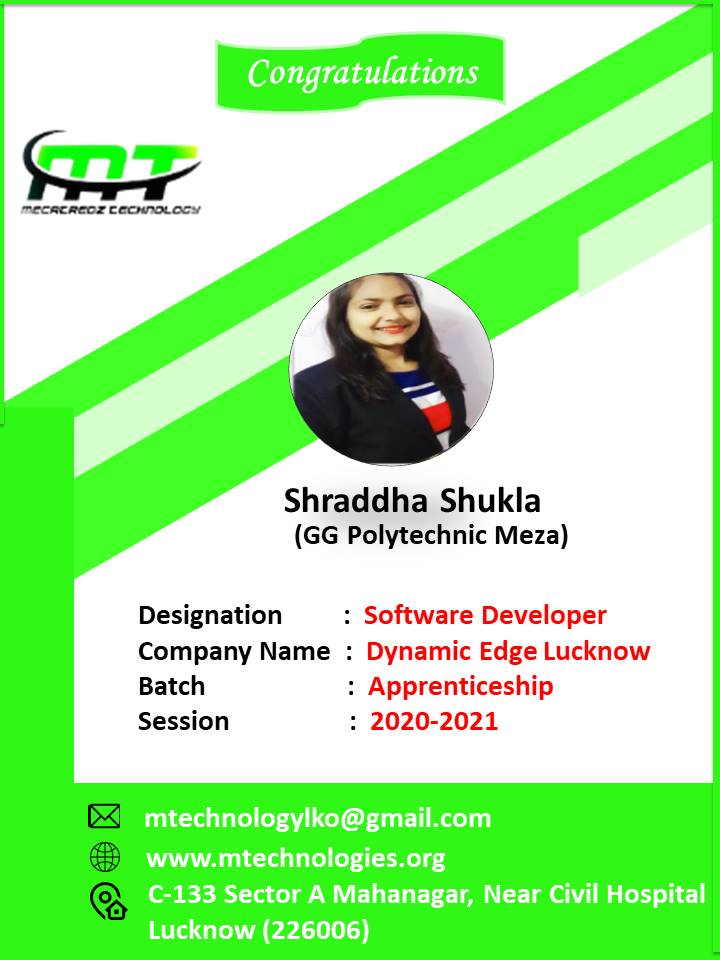 Congratulations
MT
MECATREDZ TECHNOLOGY
Shraddha Shukla
(GG Polytechnic Meza)
Designation : Software Developer
Company Name : Dynamic Edge Lucknow
Batch : Apprenticeship
Session : 2020-2021
mtechnologylko@gmail.com
www.mtechnologies.org
C-133 Sector A Mahanagar, Near Civil Hospital
Lucknow (226006)